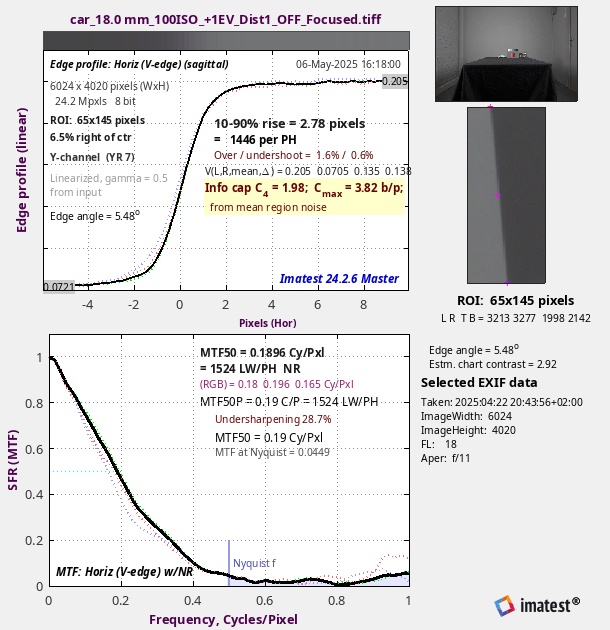 car_18.0 mm_100ISO_+1EV_Dist1_OFF_Focused.tiff
Edge profile: Horiz (V-edge) (sagittal)
06-May-2025 16:18:00
6024 x 4020 pixels (WxH)
24.2 Mpxls   8 bit
ROI:  65x145 pixels
6.5% right of ctr
Y-channel  (YR 7)
Linearized, gamma = 0.5
from input
Edge angle = 5.48o
0.205
10-90% rise = 2.78 pixels
=  1446 per PH
Over / undershoot =  1.6% /  0.6%
V(L,R,mean,Δ) = 0.205  0.0705  0.135  0.138
Info cap C4 = 1.98;  Cmax = 3.82 b/p;
from mean region noise
0.0721
Imatest 24.2.6 Master
Edge profile (linear)
-4 -2 0 2 4 6 8
Pixels (Hor)
ROI:  65x145 pixels
L R  T B = 3213 3277  1998 2142
Edge angle = 5.48o
Estm. chart contrast = 2.92
Selected EXIF data
Taken: 2025:04:22 20:43:56+02:00
ImageWidth:  6024
ImageHeight:  4020
FL:   18
Aper:  f/11
MTF50 = 0.1896 Cy/Pxl
= 1524 LW/PH  NR
(RGB) = 0.18  0.196  0.165 Cy/Pxl
MTF50P = 0.19 C/P = 1524 LW/PH
Undersharpening 28.7%
MTF50 = 0.19 Cy/Pxl
MTF at Nyquist = 0.0449
SFR (MTF)
1
0.8
0.6
0.4
0.2
0
Nyquist f
MTF: Horiz (V-edge) w/NR
0 0.2 0.4 0.6 0.8 1
Frequency, Cycles/Pixel
imatest®